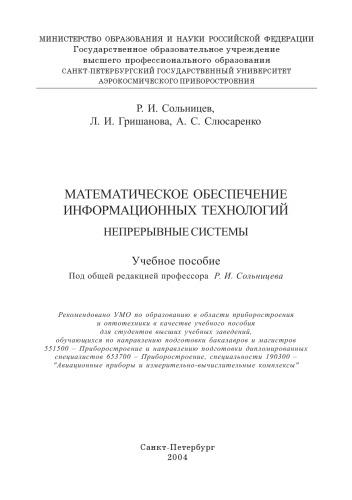 МИНИСТЕРСТВО ОБРАЗОВАНИЯ И НАУКИ РОССИЙСКОЙ ФЕДЕРАЦИИ
Государственное образовательное учреждение
высшего профессионального образования
САНКТ-ПЕТЕРБУРГСКИЙ ГОСУДАРСТВЕННЫЙ УНИВЕРСИТЕТ
АЭРОКОСМИЧЕСКОГО ПРИБОРОСТРОЕНИЯ
Р. И. Сольницев,
Л. И. Гришанова, А. С. Слюсаренко
МАТЕМАТИЧЕСКОЕ ОБЕСПЕЧЕНИЕ
ИНФОРМАЦИОННЫХ ТЕХНОЛОГИЙ
НЕПРЕРЫВНЫЕ СИСТЕМЫ
Учебное пособие
Под общей редакцией профессора Р. И. Сольницева
Рекомендовано УМО по образованию в области приборостроения
и оптотехники в качестве учебного пособия
для студентов высших учебных заведений,
обучающихся по направлению подготовки бакалавров и магистров
551500 – Приборостроение и направлению подготовки дипломированных
специалистов 653700 – Приборостроение, специальности 190300 –
"Авиационные приборы и измерительно-вычислительные комплексы"
Санкт-Петербург
2004